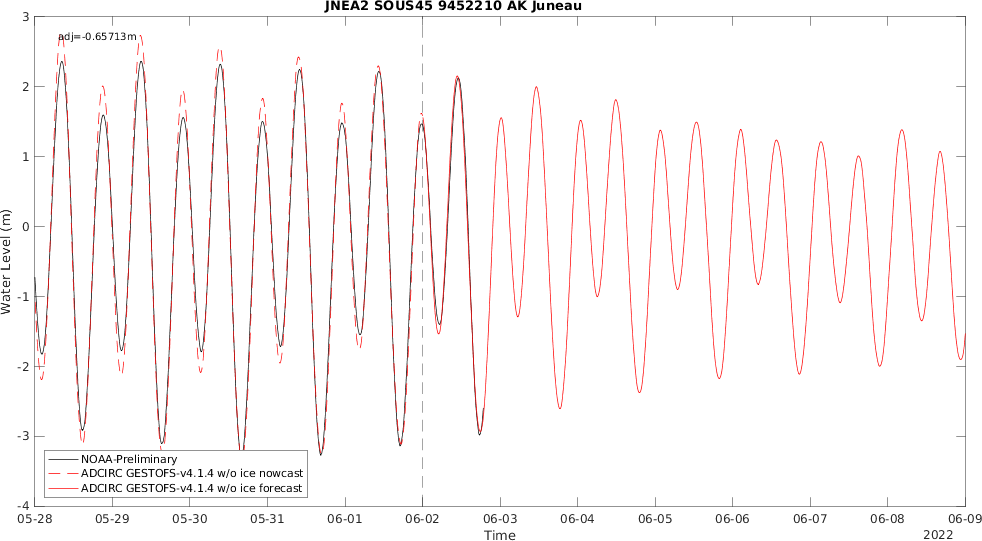 JNEA2 SOUS45 9452210 AK Juneau
adj=-0.65713m
3
2
1
0
-1
-2
-3
-4
Water Level (m)
NOAA-Preliminary
ADCIRC GESTOFS-v4.1.4 w/o ice nowcast
ADCIRC GESTOFS-v4.1.4 w/o ice forecast
05-28 05-29 05-30 05-31 06-01 06-02 06-03 06-04 06-05 06-06 06-07 06-08 06-09
Time
2022